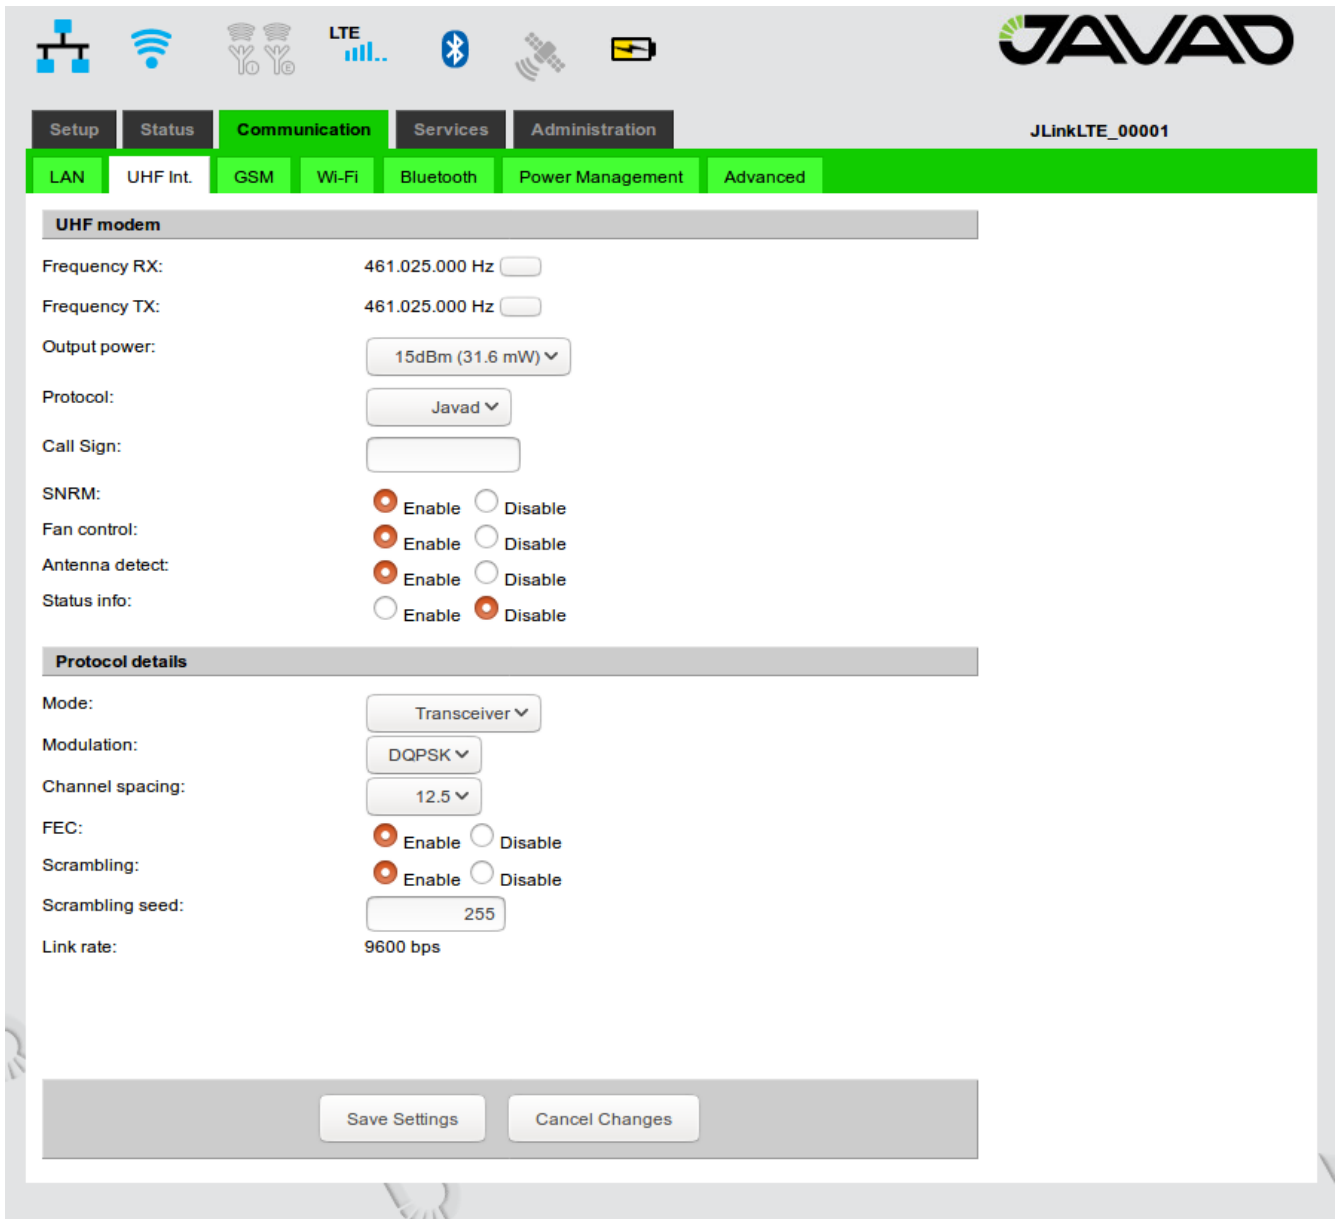 LTE
JAVAD
Setup Status Communication Services Administration JLinkLTE_00001
LAN UHF Int. GSM Wi-Fi Bluetooth Power Management Advanced
UHF modem
Frequency RX: 461.025.000 Hz
Frequency TX: 461.025.000 Hz
Output power: 15dBm (31.6 mW)
Protocol: Javad
Call Sign:
SNRM: Enable Disable
Fan control: Enable Disable
Antenna detect: Enable Disable
Status info: Enable Disable
Protocol details
Mode: Transceiver
Modulation: DQPSK
Channel spacing: 12.5
FEC: Enable Disable
Scrambling: Enable Disable
Scrambling seed: 255
Link rate: 9600 bps
Save Settings Cancel Changes